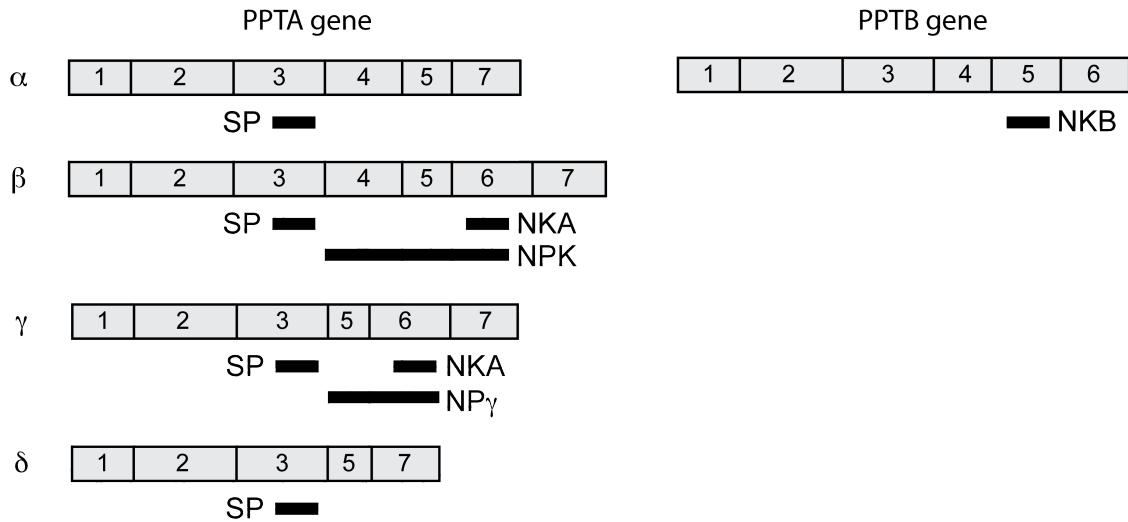 PPTA gene
PPTB gene
α 1 2 3 4 5 7
1 2 3 4 5 6
SP
NKB
β 1 2 3 4 5 6 7
SP NKA
NPK
γ 1 2 3 5 6 7
SP NKA
NPγ
δ 1 2 3 5 7
SP